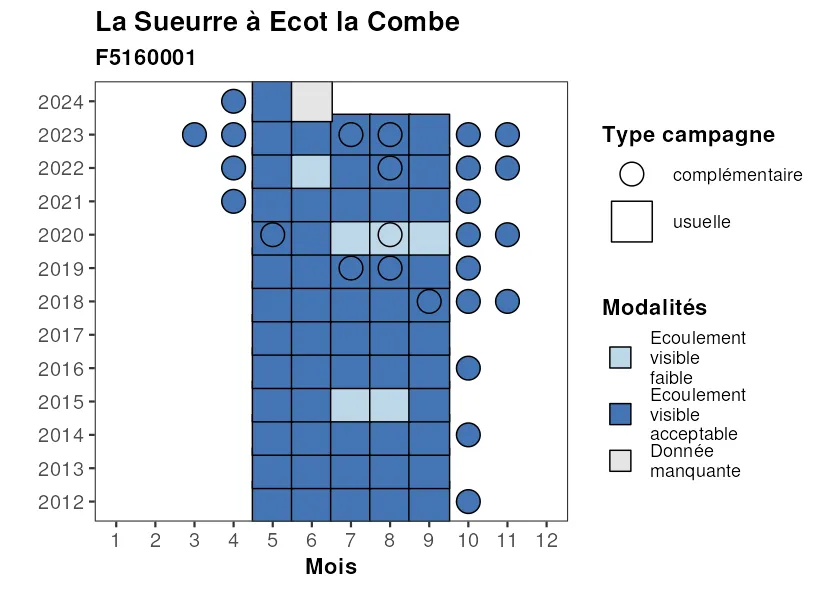 La Sueurre à Ecot la Combe
F5160001
2024
2023
2022
2021
2020
2019
2018
2017
2016
2015
2014
2013
2012
1 2 3 4 5 6 7 8 9 10 11 12
Mois
Type campagne
complémentaire
usuelle
Modalités
Ecoulement
visible
faible
Ecoulement
visible
acceptable
Donnée
manquante